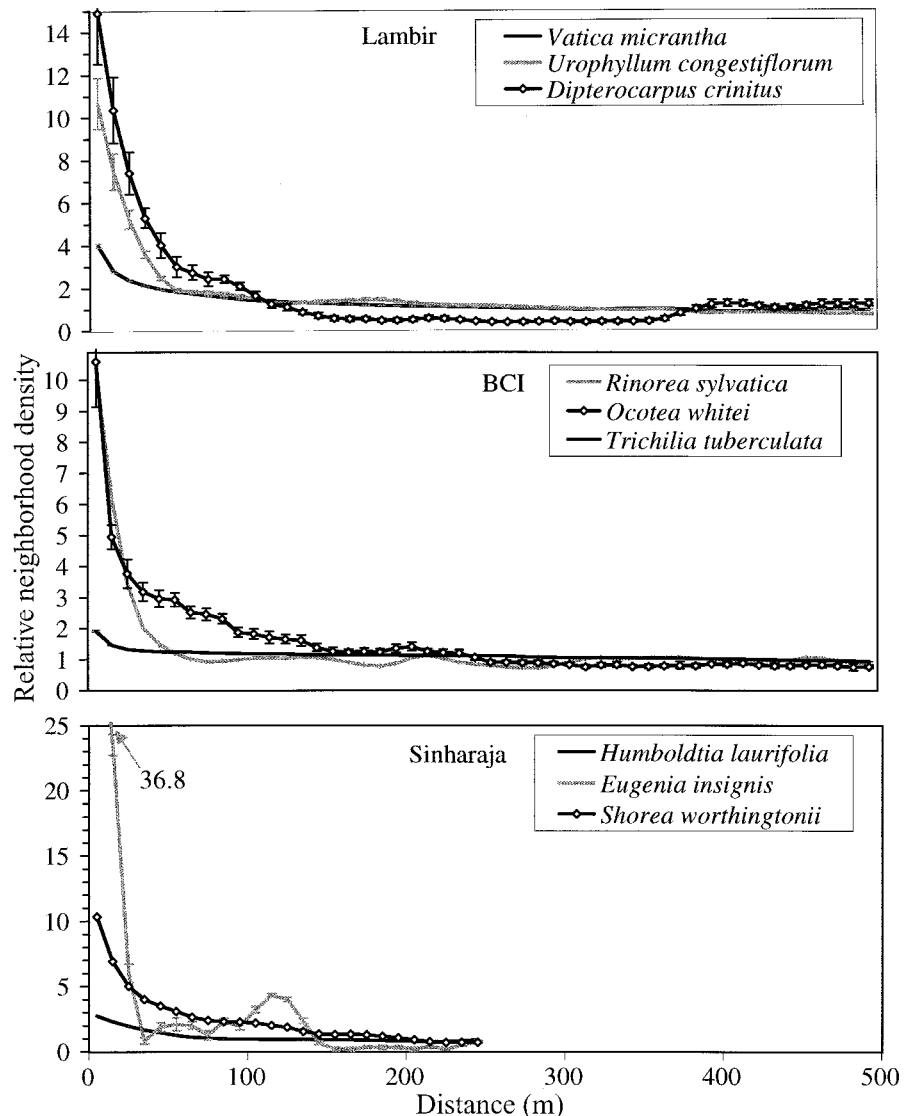 Relative neighborhood density
Lambir
Vatica micrantha
Urophyllum congestiflorum
Dipterocarpus crinitus
14
12
10
8
6
4
2
0
BCI
Rinorea sylvatica
Ocotea whitei
Trichilia tuberculata
10
9
8
7
6
5
4
3
2
1
0
Sinharaja
Humboldtia laurifolia
Eugenia insignis
Shorea worthingtonii
36.8
25
20
15
10
5
0
0 100 200 300 400 500
Distance (m)